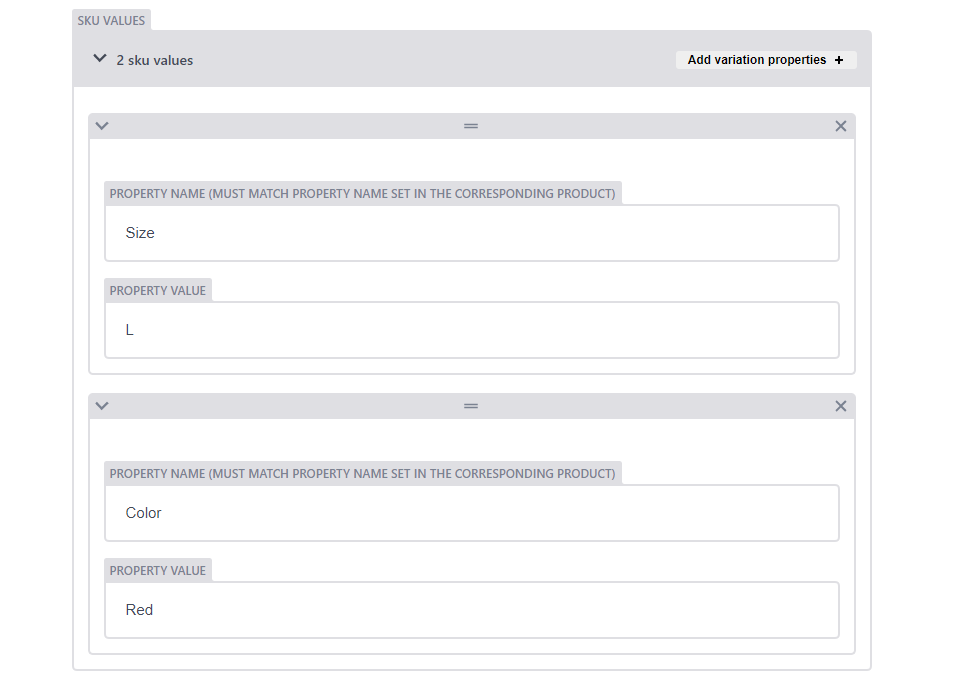 SKU VALUES
2 sku values
Add variation properties +
PROPERTY NAME (MUST MATCH PROPERTY NAME SET IN THE CORRESPONDING PRODUCT)
Size
PROPERTY VALUE
L
PROPERTY NAME (MUST MATCH PROPERTY NAME SET IN THE CORRESPONDING PRODUCT)
Color
PROPERTY VALUE
Red